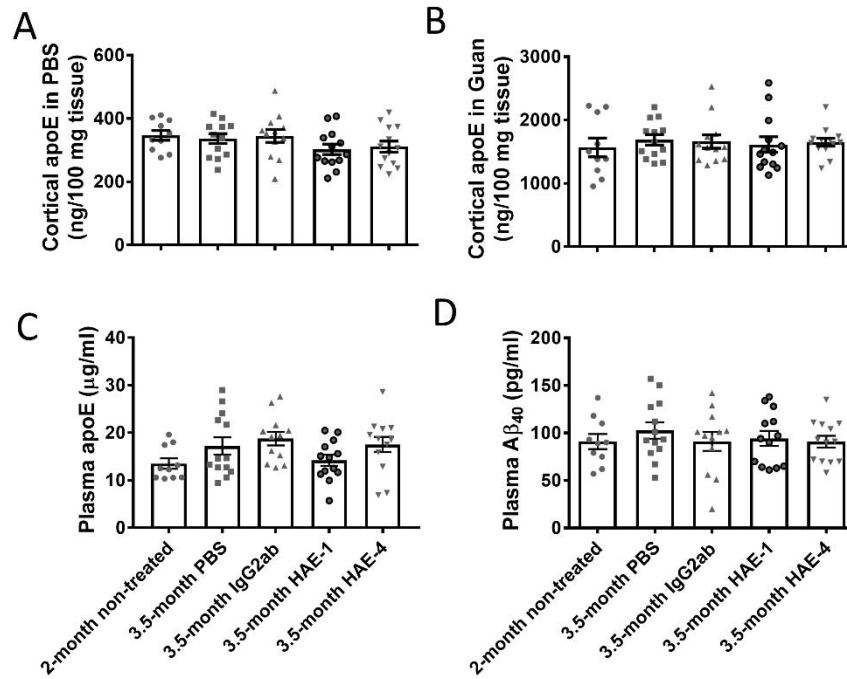 A
Cortical apoE in PBS
(ng/100 mg tissue)
600
400
200
0
B
Cortical apoE in Guan
(ng/100 mg tissue)
3000
2000
1000
0
C
Plasma apoE (μg/ml)
40
30
20
10
0
2-month non-treated
3.5-month PBS
3.5-month IgG2ab
3.5-month HAE-1
3.5-month HAE-4
D
Plasma Aβ40 (pg/ml)
200
150
100
50
0
2-month non-treated
3.5-month PBS
3.5-month IgG2ab
3.5-month HAE-1
3.5-month HAE-4